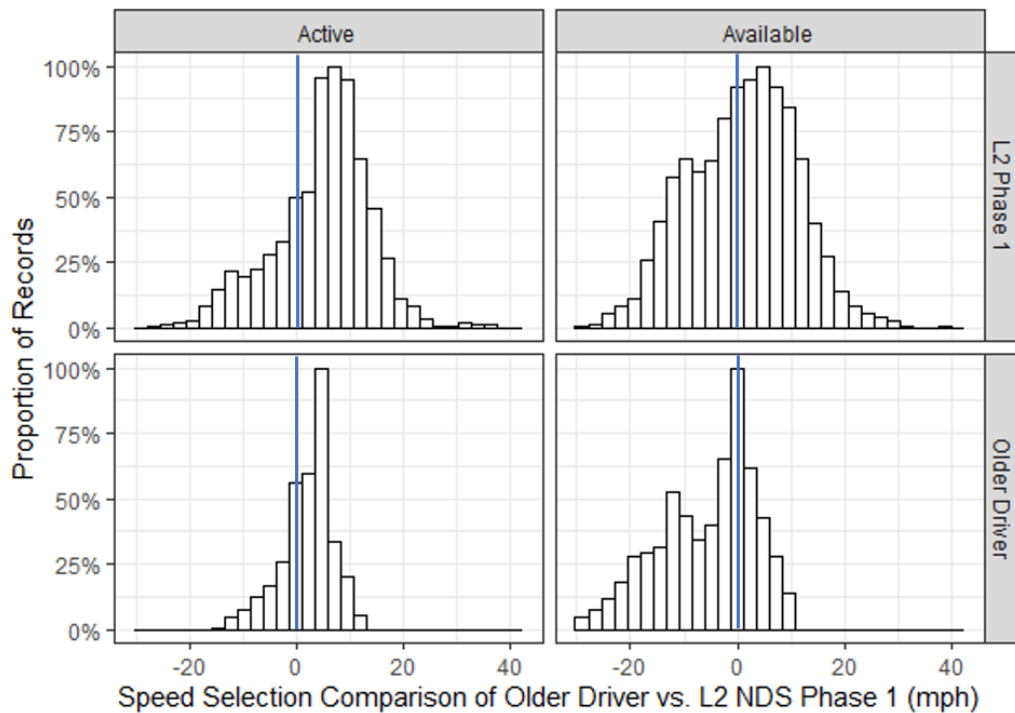 Active
Available
100%
75%
50%
25%
0%
L2 Phase 1
100%
75%
50%
25%
0%
Older Driver
Proportion of Records
-20 0 20 40
-20 0 20 40
Speed Selection Comparison of Older Driver vs. L2 NDS Phase 1 (mph)